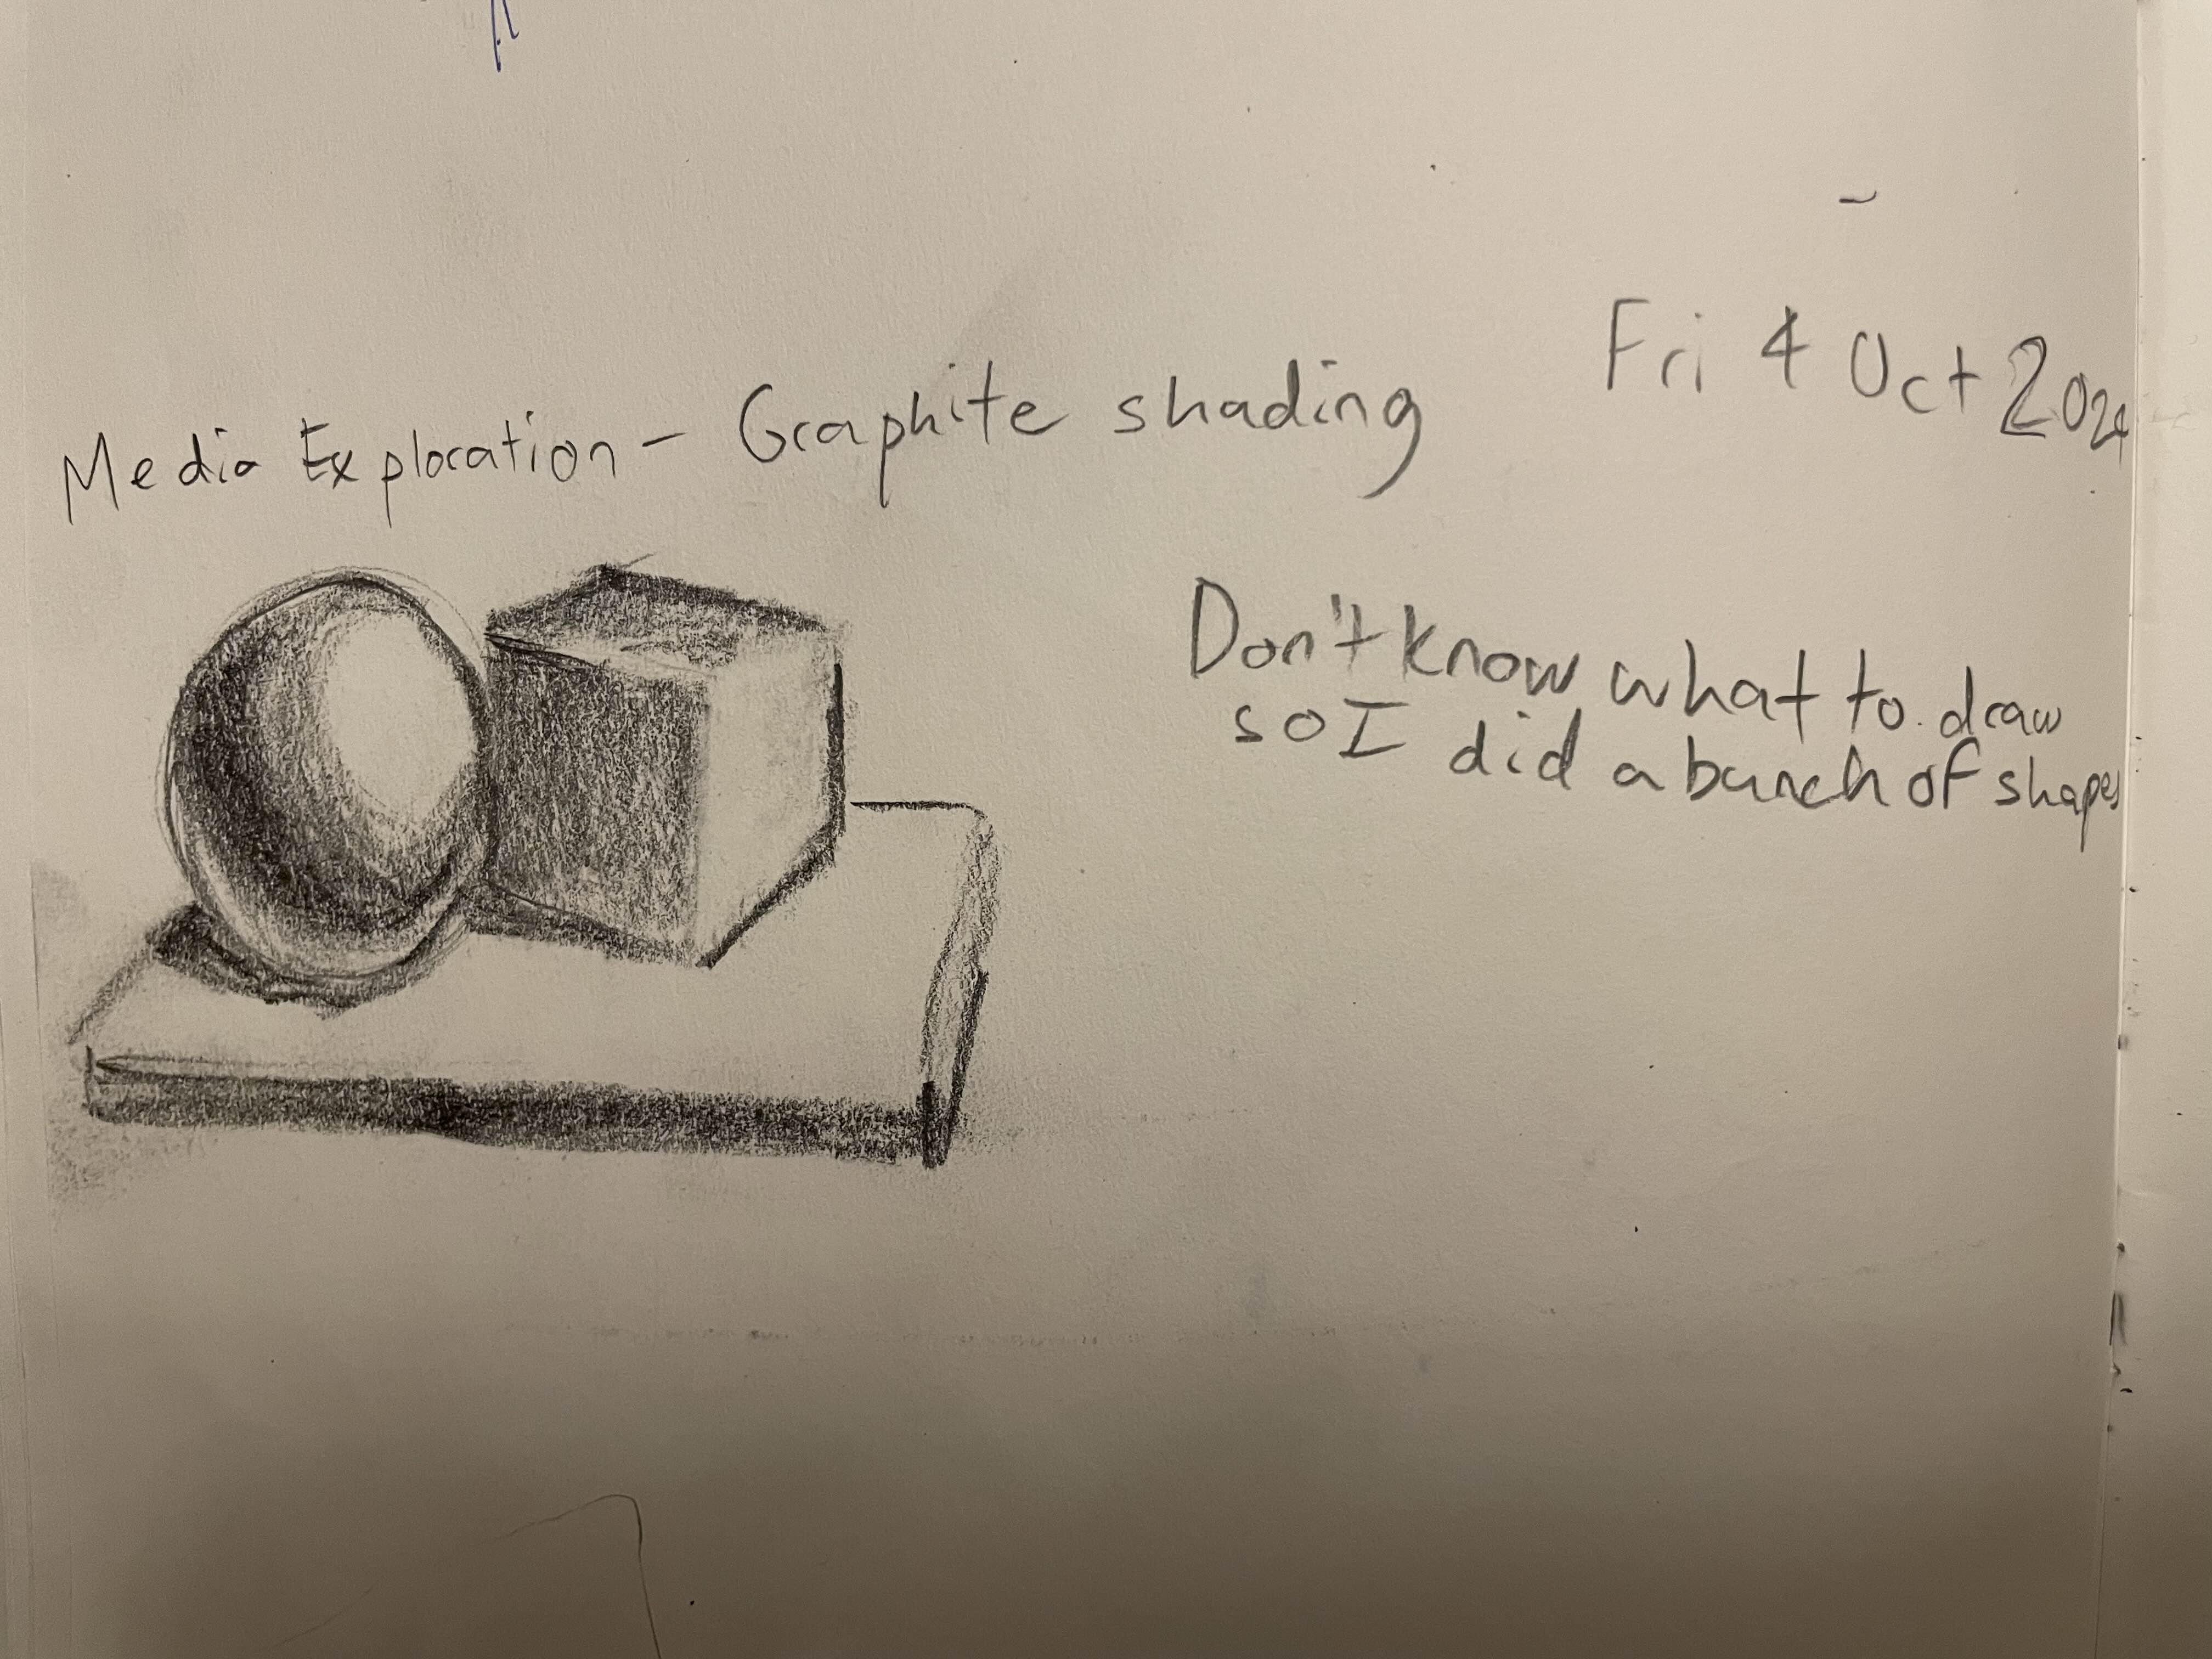 Fri 4 Oct 2024
Media Exploration - Graphite shading
Don't know what to draw
so I did a bunch of shapes